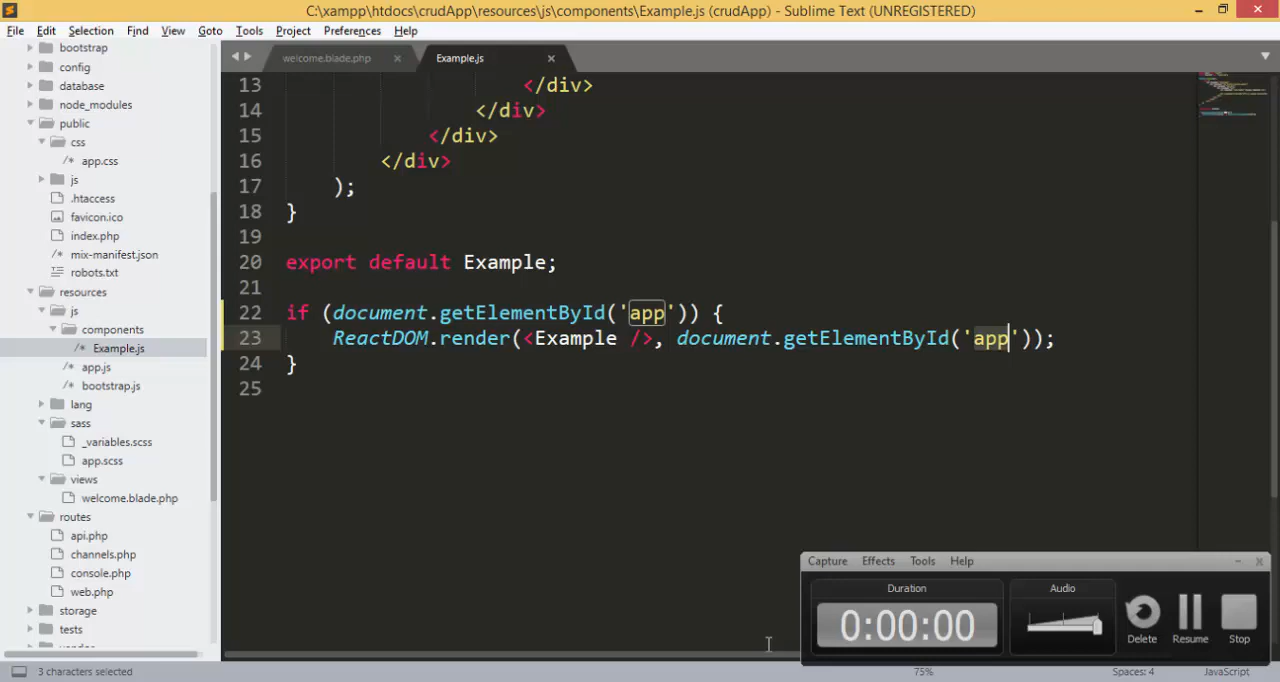 C:\xampp\htdocs\crudApp\resources\js\components\Example.js (crudApp) - Sublime Text (UNREGISTERED)
File Edit Selection Find View Goto Tools Project Preferences Help
bootstrap
config
database
node_modules
public
css
/* app.css
js
.htaccess
favicon.ico
index.php
/* mix-manifest.json
robots.txt
resources
js
components
/* Example.js
/* app.js
/* bootstrap.js
lang
sass
_variables.scss
app.scss
views
welcome.blade.php
routes
api.php
channels.php
console.php
web.php
storage
tests
welcome.blade.php Example.js
13 </div>
14 </div>
15 </div>
16 </div>
17 );
18 }
19
20 export default Example;
21
22 if (document.getElementById('app')) {
23 ReactDOM.render(<Example />, document.getElementById('app'));
24 }
25
Capture Effects Tools Help
Duration
0:00:00
Audio
Delete Resume Stop
3 characters selected
75%
Spaces: 4
JavaScript